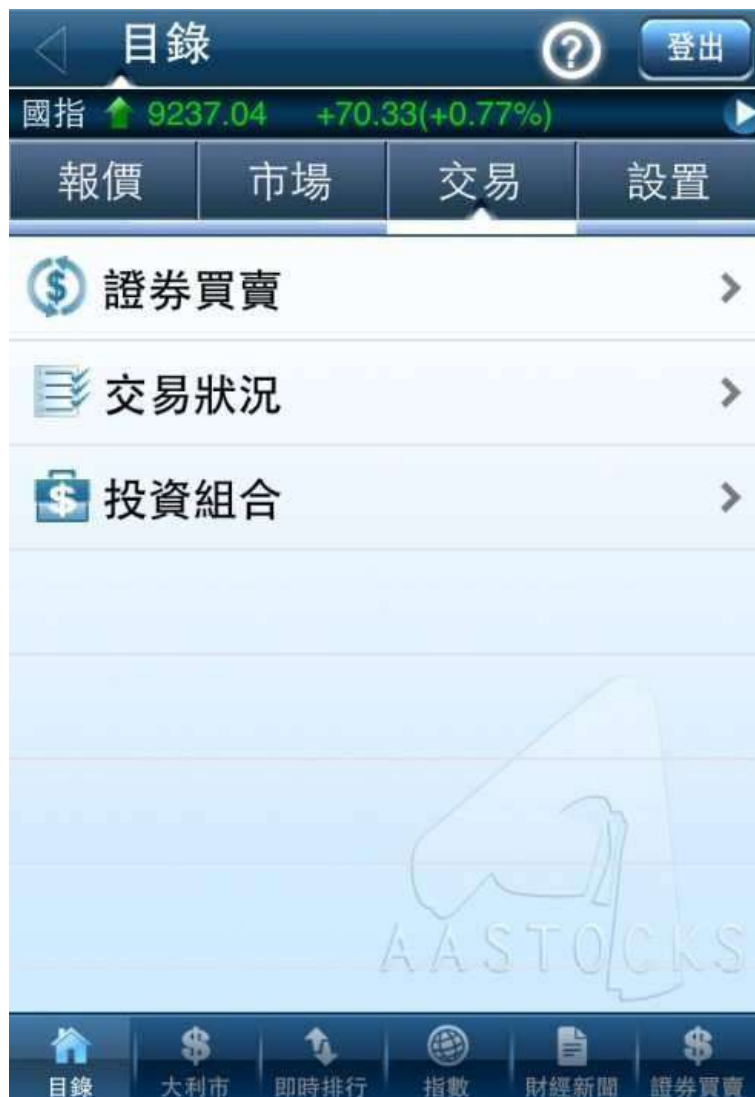 目錄 登出
國指 9237.04 +70.33(+0.77%)
報價 市場 交易 設置
證券買賣
交易狀況
投資組合
AASTOCKS
目錄 大利市 即時排行 指數 財經新聞 證券買賣